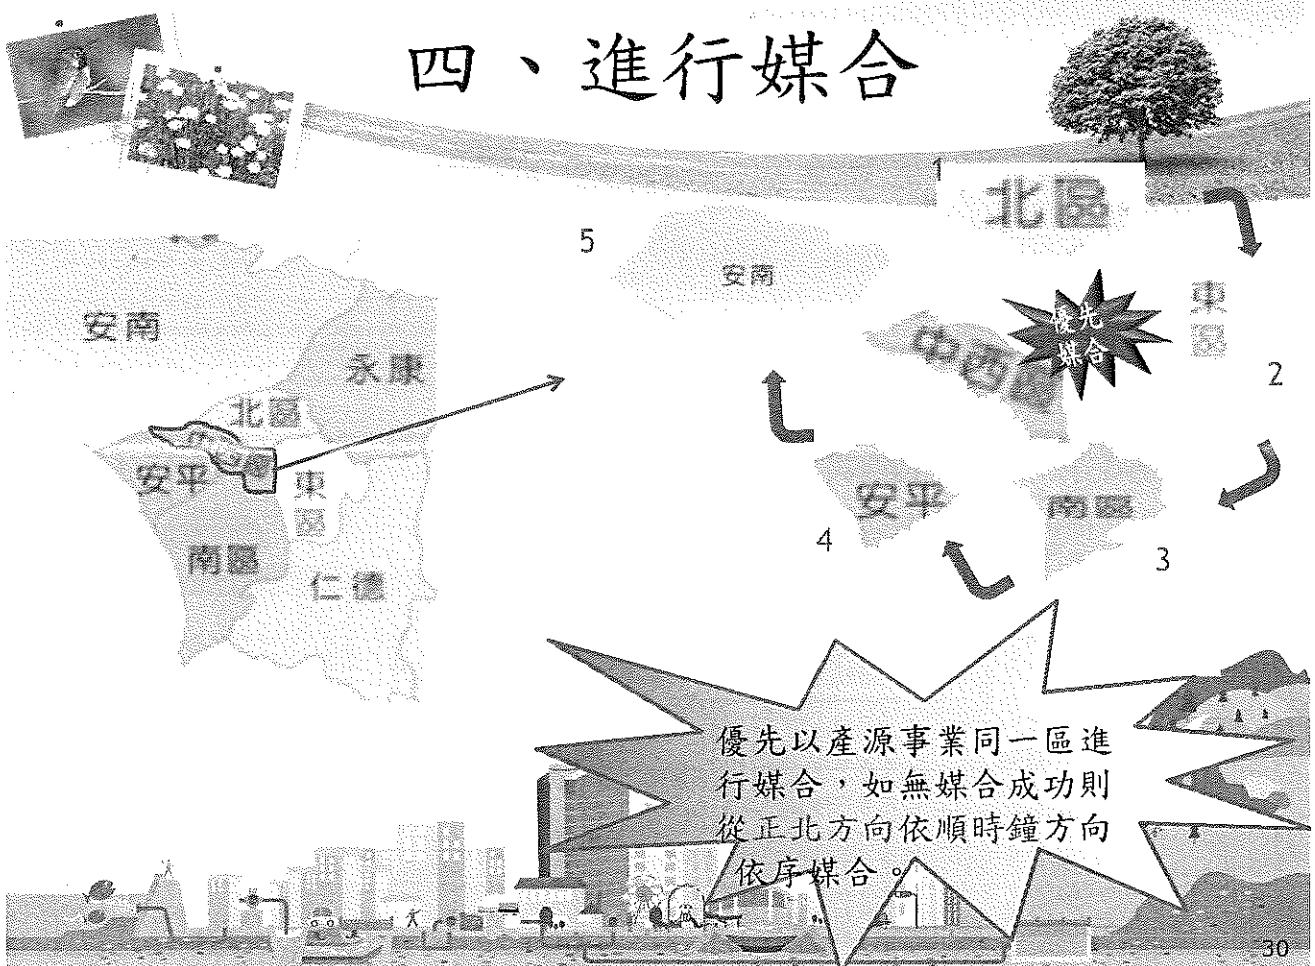 四、進行媒合
1
北區
5
安南
東
區
優先
媒合
中西區
2
安南
永康
北區
安平
東
區
南區
仁德
安平
南區
4
3
優先以產源事業同一區進
行媒合，如無媒合成功則
從正北方向依順時鐘方向
依序媒合。
30